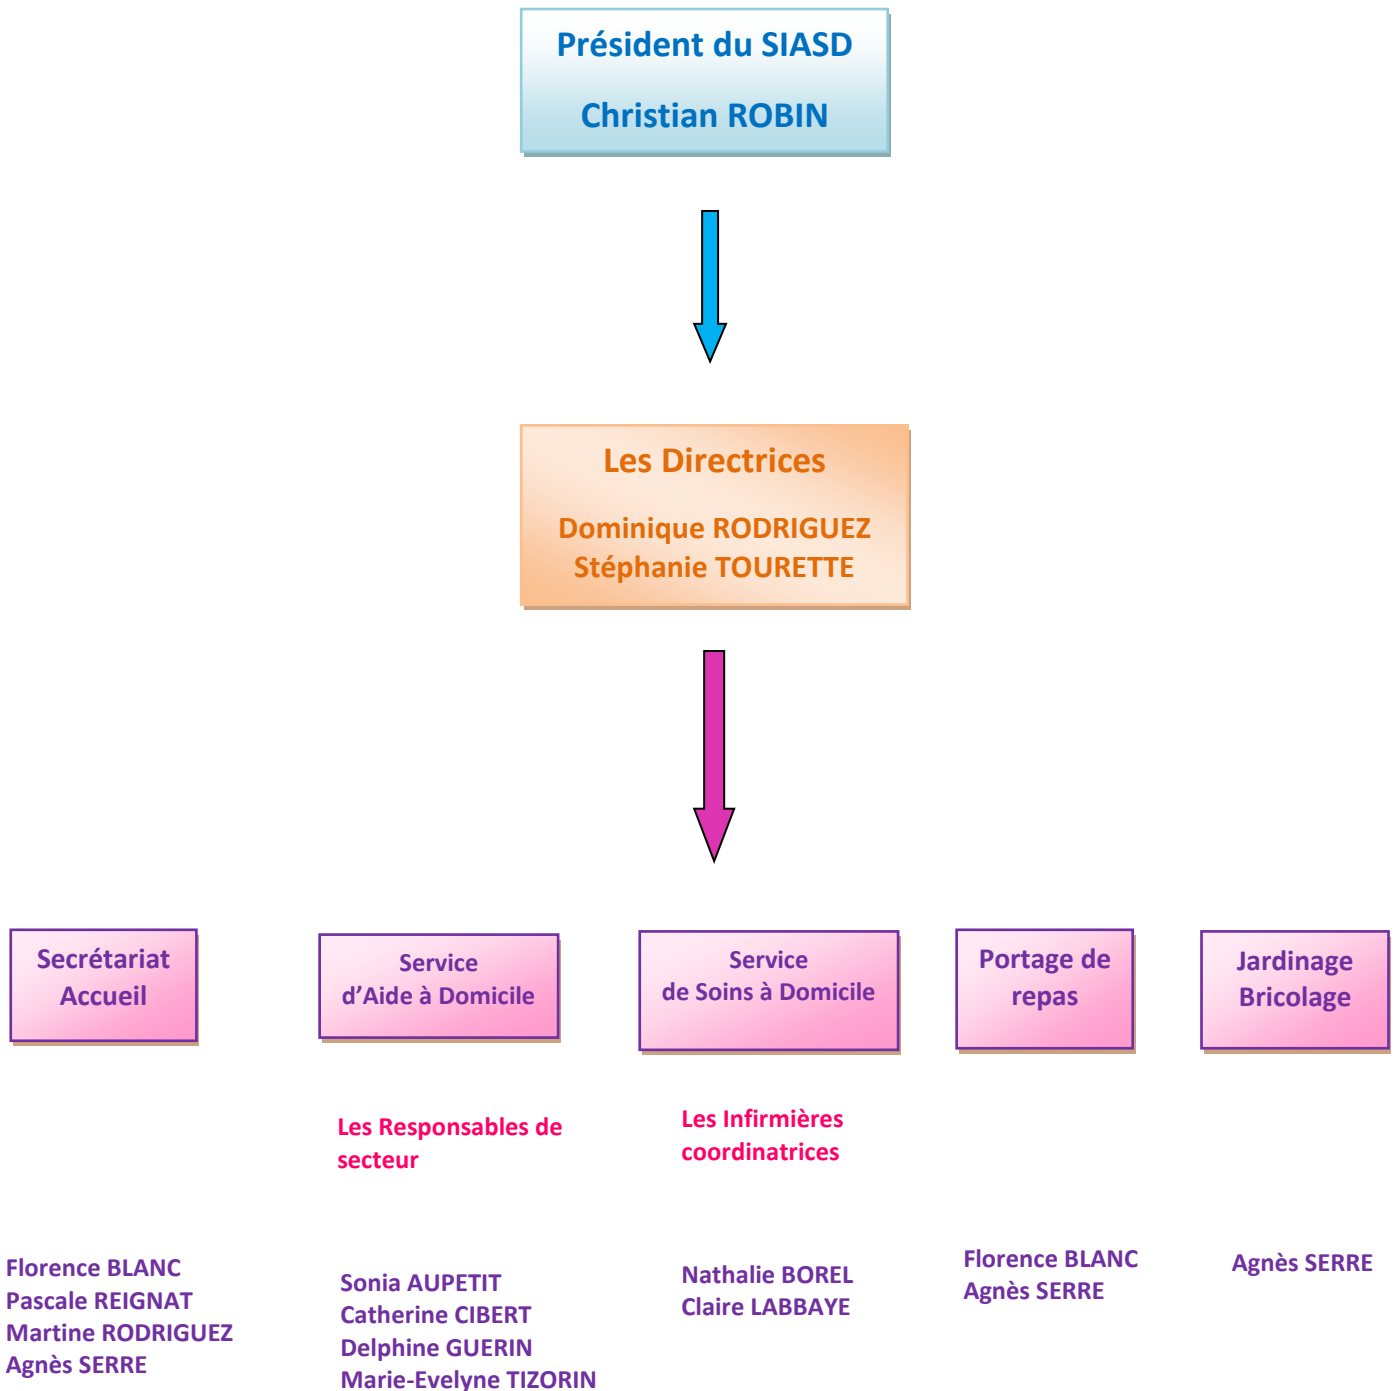 Président du SIASD
Christian ROBIN
Les Directrices
Dominique RODRIGUEZ
Stéphanie TOURETTE
Secrétariat
Accueil
Service
d'Aide à Domicile
Service
de Soins à Domicile
Portage de
repas
Jardinage
Bricolage
Les Responsables de
secteur
Les Infirmières
coordinatrices
Florence BLANC
Pascale REIGNAT
Martine RODRIGUEZ
Agnès SERRE
Sonia AUPETIT
Catherine CIBERT
Delphine GUERIN
Marie-Evelyne TIZORIN
Nathalie BOREL
Claire LABBAYE
Florence BLANC
Agnès SERRE
Agnès SERRE